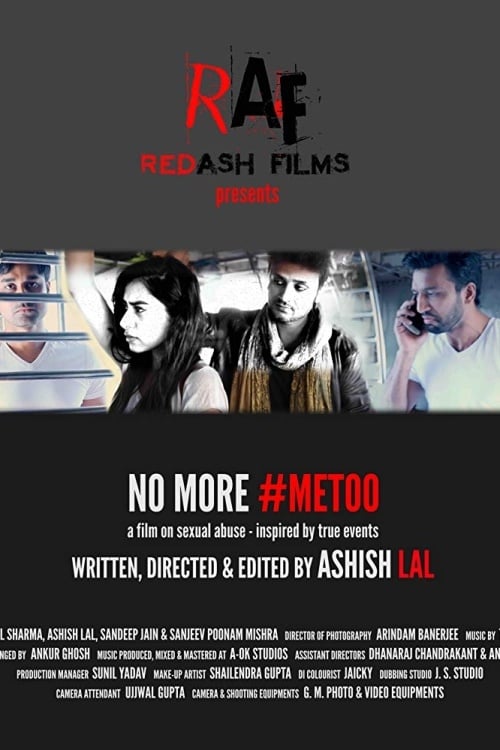 RAF
REDASH FILMS
presents
NO MORE #METOO
a film on sexual abuse - inspired by true events
WRITTEN, DIRECTED & EDITED BY ASHISH LAL
L SHARMA, ASHISH LAL, SANDEEP JAIN & SANJEEV POONAM MISHRA DIRECTOR OF PHOTOGRAPHY ARINDAM BANERJEE MUSIC BY
NGED BY ANKUR GHOSH MUSIC PRODUCED, MIXED & MASTERED AT A-OK STUDIOS ASSISTANT DIRECTORS DHANARAJ CHANDRAKANT & AN
PRODUCTION MANAGER SUNIL YADAV MAKE-UP ARTIST SHAILENDRA GUPTA DI COLOURIST JAICKY DUBBING STUDIO J. S. STUDIO
CAMERA ATTENDANT UJJWAL GUPTA CAMERA & SHOOTING EQUIPMENTS G. M. PHOTO & VIDEO EQUIPMENTS